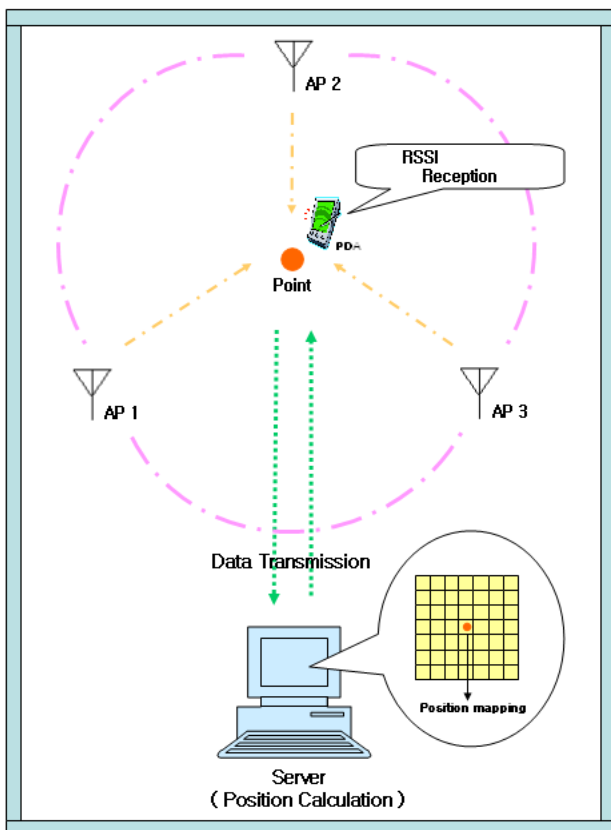 AP 2
RSSI
Reception
PDA
Point
AP 1
AP 3
Data Transmission
Position mapping
Server
( Position Calculation )